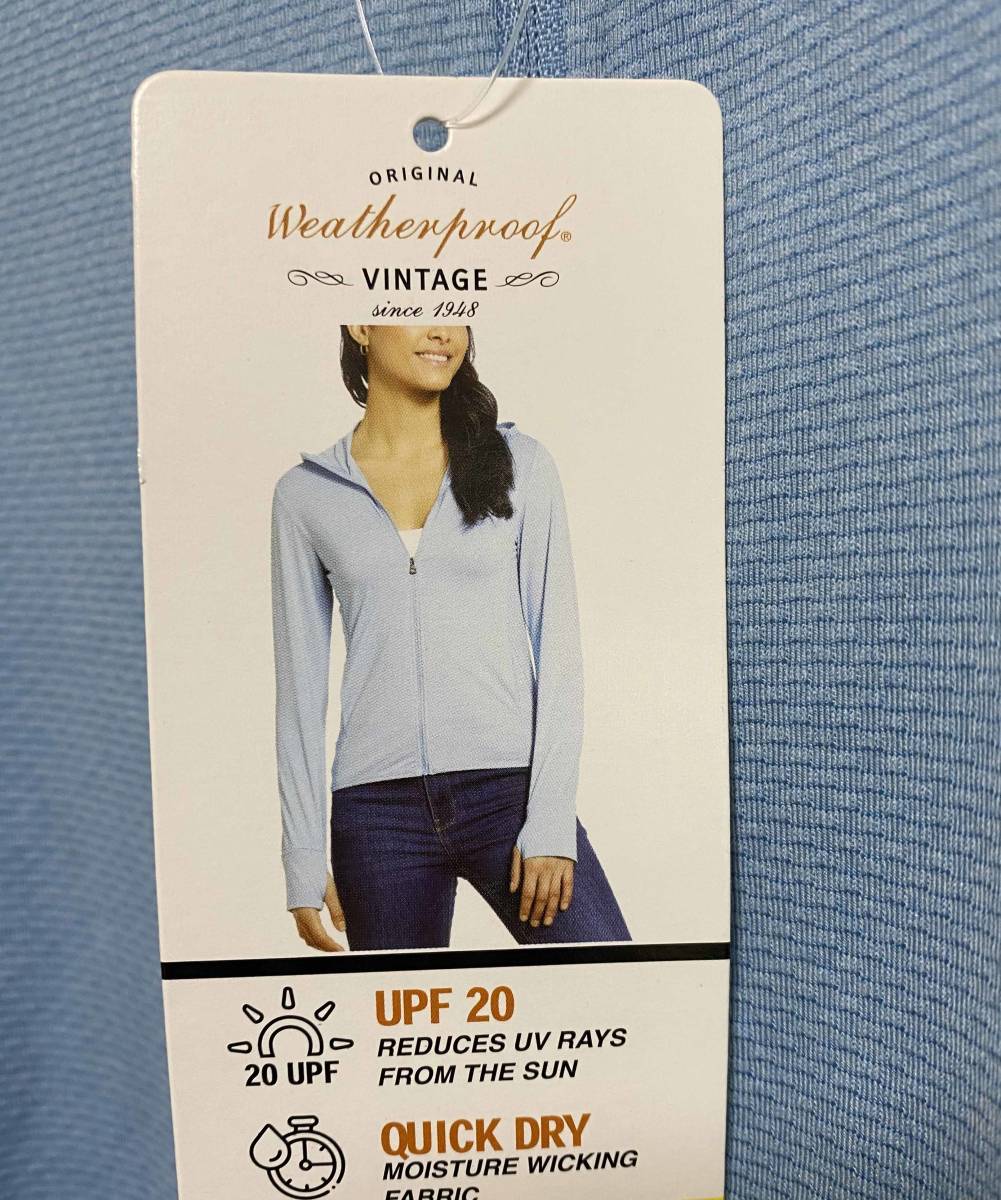 ORIGINAL
Weatherproof®
VINTAGE
since 1948
UPF 20
REDUCES UV RAYS
FROM THE SUN
20 UPF
QUICK DRY
MOISTURE WICKING
FABRIC